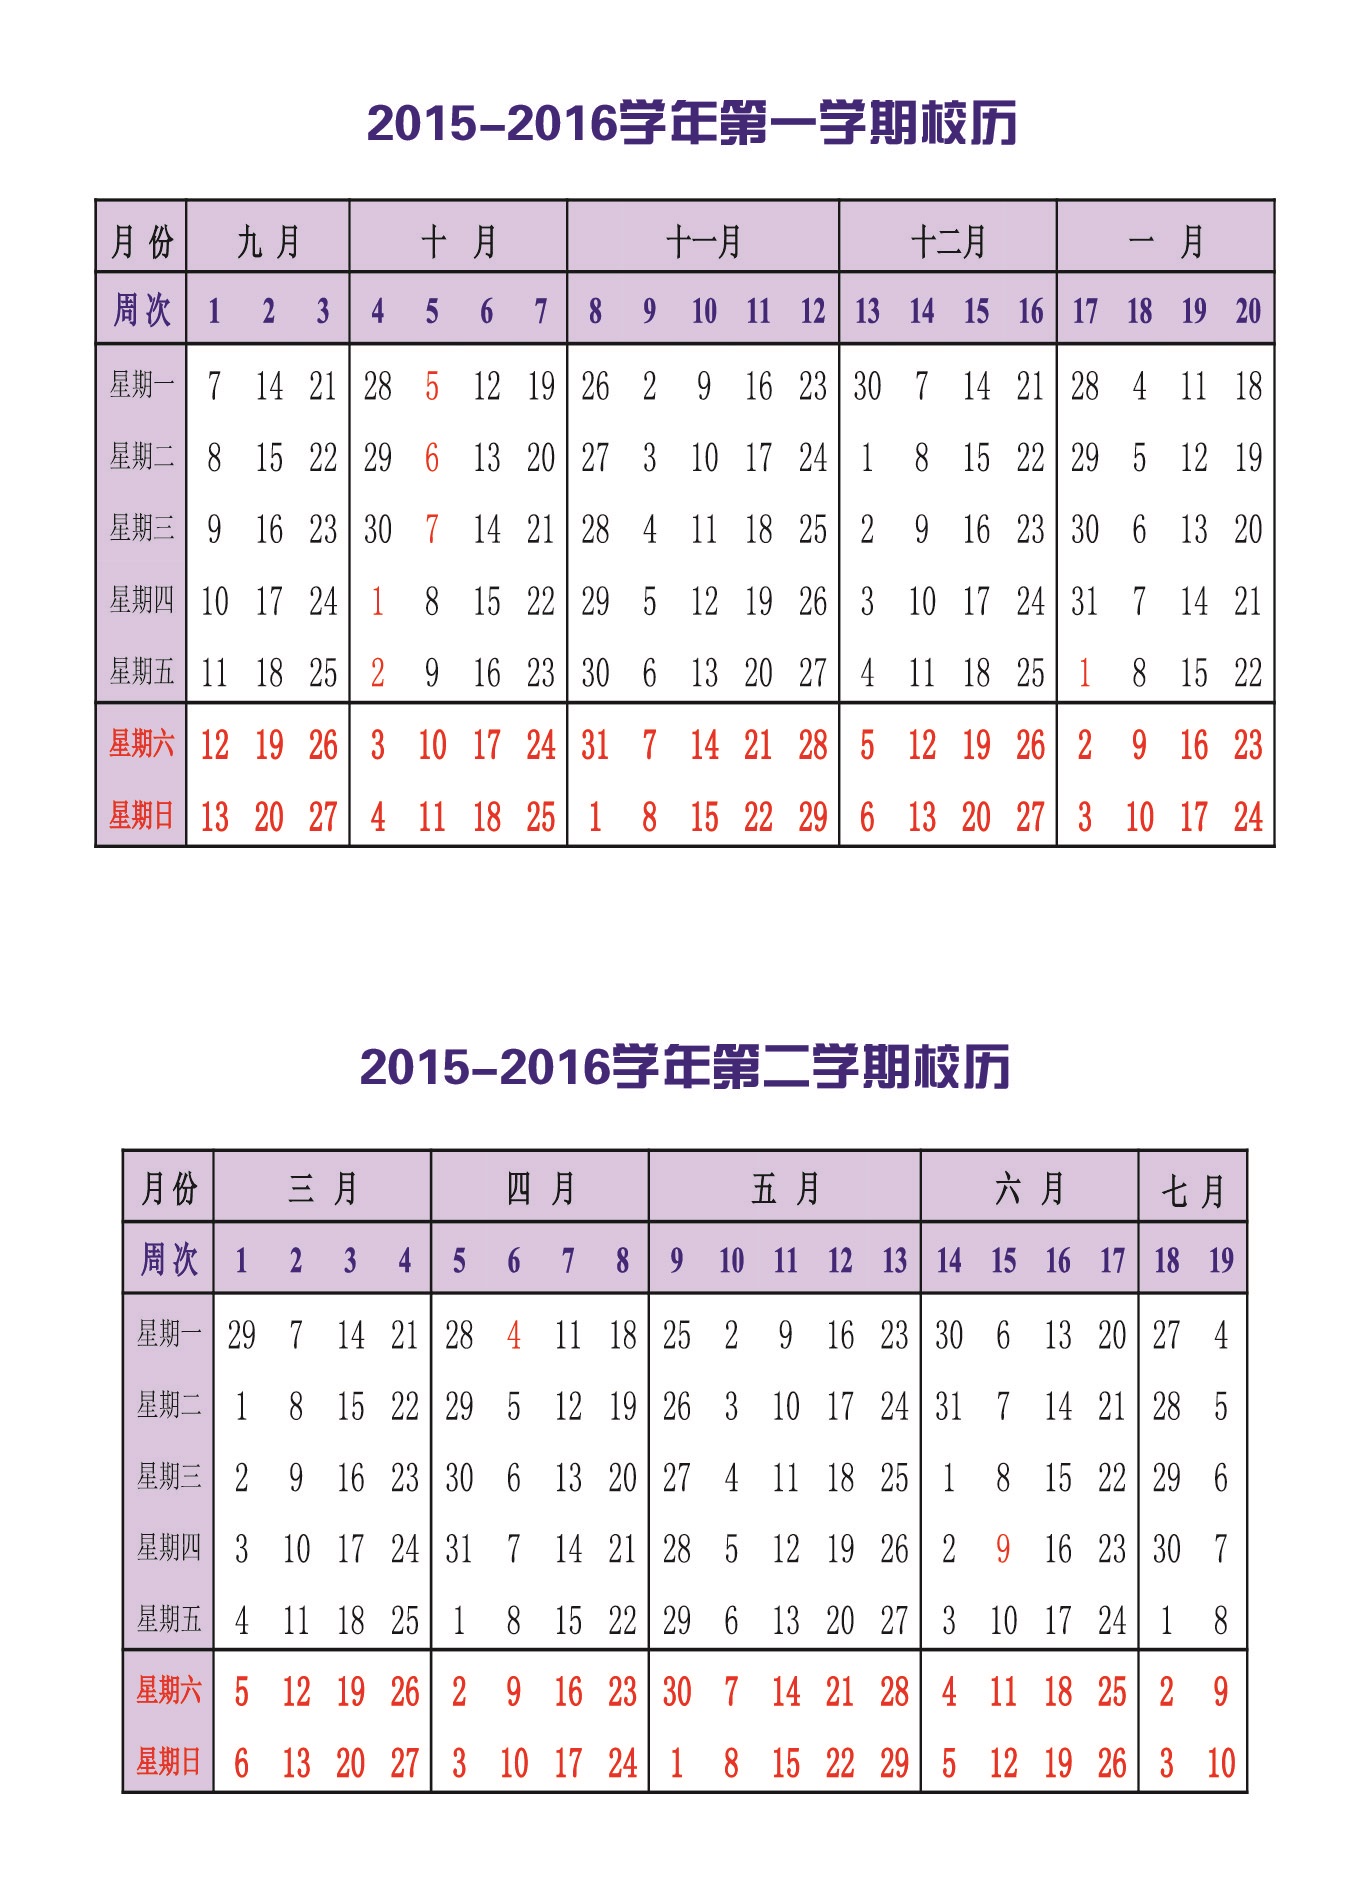 2015-2016学年第一学期校历
月 份 九 月 十 月 十一月 十二月 一 月
周 次 1 2 3 4 5 6 7 8 9 10 11 12 13 14 15 16 17 18 19 20
星期一 7 14 21 28 5 12 19 26 2 9 16 23 30 7 14 21 28 4 11 18
星期二 8 15 22 29 6 13 20 27 3 10 17 24 1 8 15 22 29 5 12 19
星期三 9 16 23 30 7 14 21 28 4 11 18 25 2 9 16 23 30 6 13 20
星期四 10 17 24 1 8 15 22 29 5 12 19 26 3 10 17 24 31 7 14 21
星期五 11 18 25 2 9 16 23 30 6 13 20 27 4 11 18 25 1 8 15 22
星期六 12 19 26 3 10 17 24 31 7 14 21 28 5 12 19 26 2 9 16 23
星期日 13 20 27 4 11 18 25 1 8 15 22 29 6 13 20 27 3 10 17 24
2015-2016学年第二学期校历
月 份 三 月 四 月 五 月 六 月 七 月
周 次 1 2 3 4 5 6 7 8 9 10 11 12 13 14 15 16 17 18 19
星期一 29 7 14 21 28 4 11 18 25 2 9 16 23 30 6 13 20 27 4
星期二 1 8 15 22 29 5 12 19 26 3 10 17 24 31 7 14 21 28 5
星期三 2 9 16 23 30 6 13 20 27 4 11 18 25 1 8 15 22 29 6
星期四 3 10 17 24 31 7 14 21 28 5 12 19 26 2 9 16 23 30 7
星期五 4 11 18 25 1 8 15 22 29 6 13 20 27 3 10 17 24 1 8
星期六 5 12 19 26 2 9 16 23 30 7 14 21 28 4 11 18 25 2 9
星期日 6 13 20 27 3 10 17 24 1 8 15 22 29 5 12 19 26 3 10